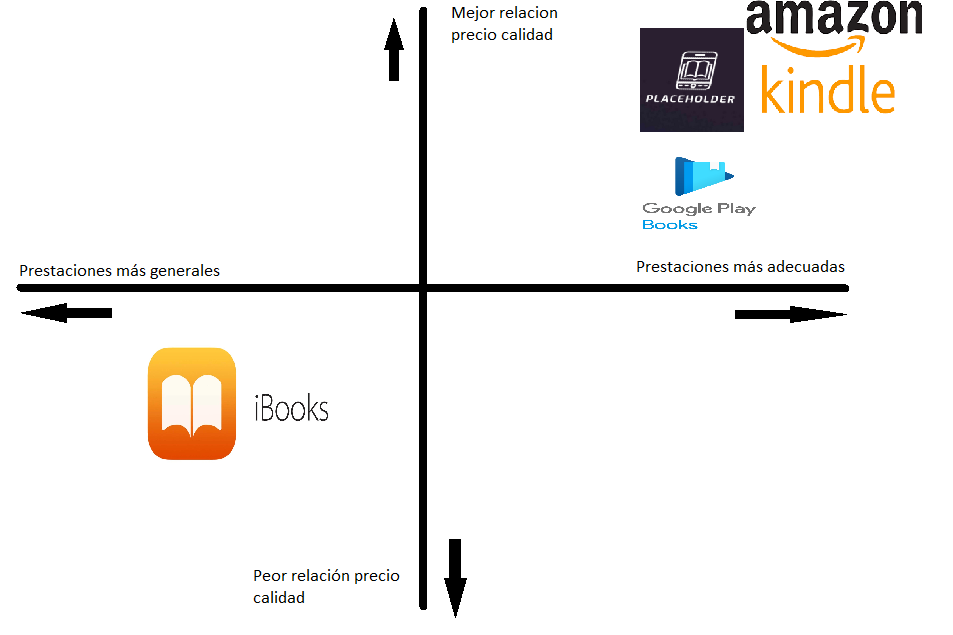 Mejor relacion
precio calidad
amazon
kindle
PLACEHOLDER
Google Play
Books
Prestaciones más generales
Prestaciones más adecuadas
iBooks
Peor relación precio
calidad